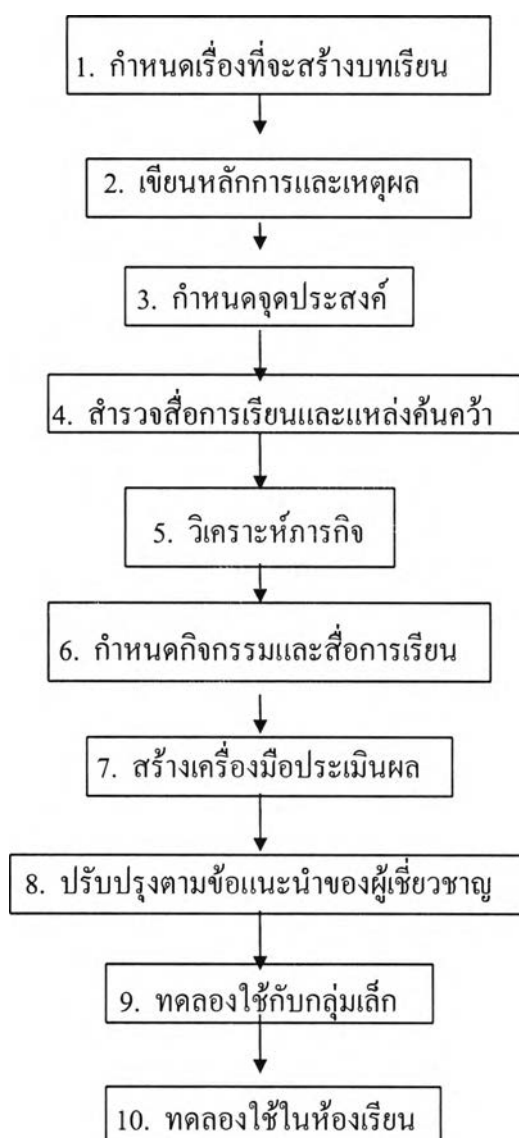 1. กำหนดเรื่องที่จะสร้างบทเรียน
2. เขียนหลักการและเหตุผล
3. กำหนดจุดประสงค์
4. สำรวจสื่อการเรียนและแหล่งค้นคว้า
5. วิเคราะห์ภารกิจ
6. กำหนดกิจกรรมและสื่อการเรียน
7. สร้างเครื่องมือประเมินผล
8. ปรับปรุงตามข้อแนะนำของผู้เชี่ยวชาญ
9. ทดลองใช้กับกลุ่มเล็ก
10. ทดลองใช้ในห้องเรียน